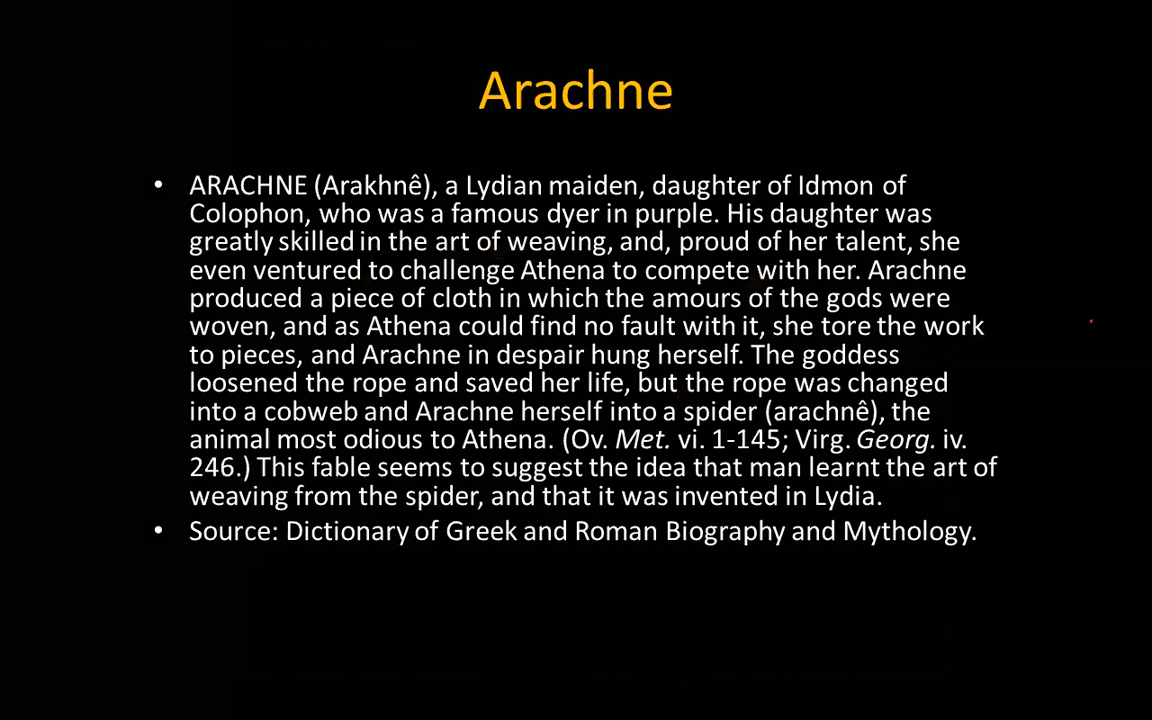 Arachne
• ARACHNE (Arakhnê), a Lydian maiden, daughter of Idmon of
Colophon, who was a famous dyer in purple. His daughter was
greatly skilled in the art of weaving, and, proud of her talent, she
even ventured to challenge Athena to compete with her. Arachne
produced a piece of cloth in which the amours of the gods were
woven, and as Athena could find no fault with it, she tore the work
to pieces, and Arachne in despair hung herself. The goddess
loosened the rope and saved her life, but the rope was changed
into a cobweb and Arachne herself into a spider (arachnê), the
animal most odious to Athena. (Ov. Met. vi. 1-145; Virg. Georg. iv.
246.) This fable seems to suggest the idea that man learnt the art of
weaving from the spider, and that it was invented in Lydia.
• Source: Dictionary of Greek and Roman Biography and Mythology.